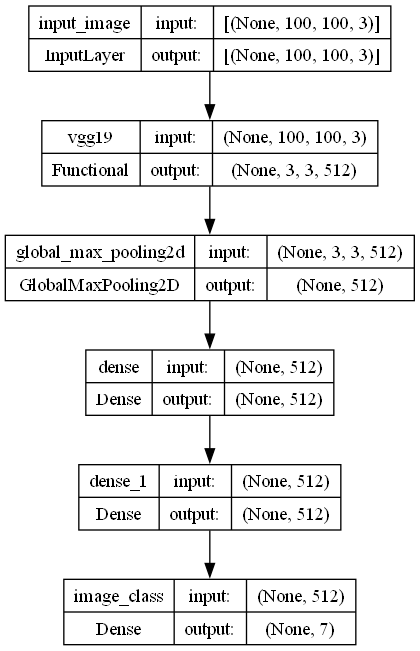 input_image input: [(None, 100, 100, 3)]
InputLayer output: [(None, 100, 100, 3)]
vgg19 input: (None, 100, 100, 3)
Functional output: (None, 3, 3, 512)
global_max_pooling2d input: (None, 3, 3, 512)
GlobalMaxPooling2D output: (None, 512)
dense input: (None, 512)
Dense output: (None, 512)
dense_1 input: (None, 512)
Dense output: (None, 512)
image_class input: (None, 512)
Dense output: (None, 7)